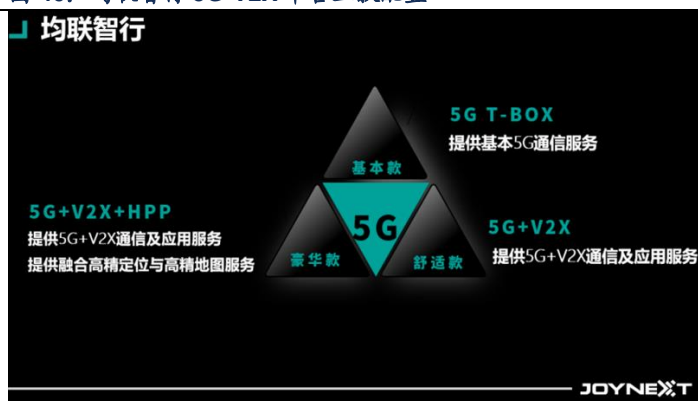 均联智行
5G T-BOX
提供基本5G通信服务
基本款
5G+V2X+HPP
提供5G+V2X通信及应用服务
提供融合高精定位与高精地图服务
5G
豪华款
舒适款
5G+V2X
提供5G+V2X通信及应用服务
JOYNEXT